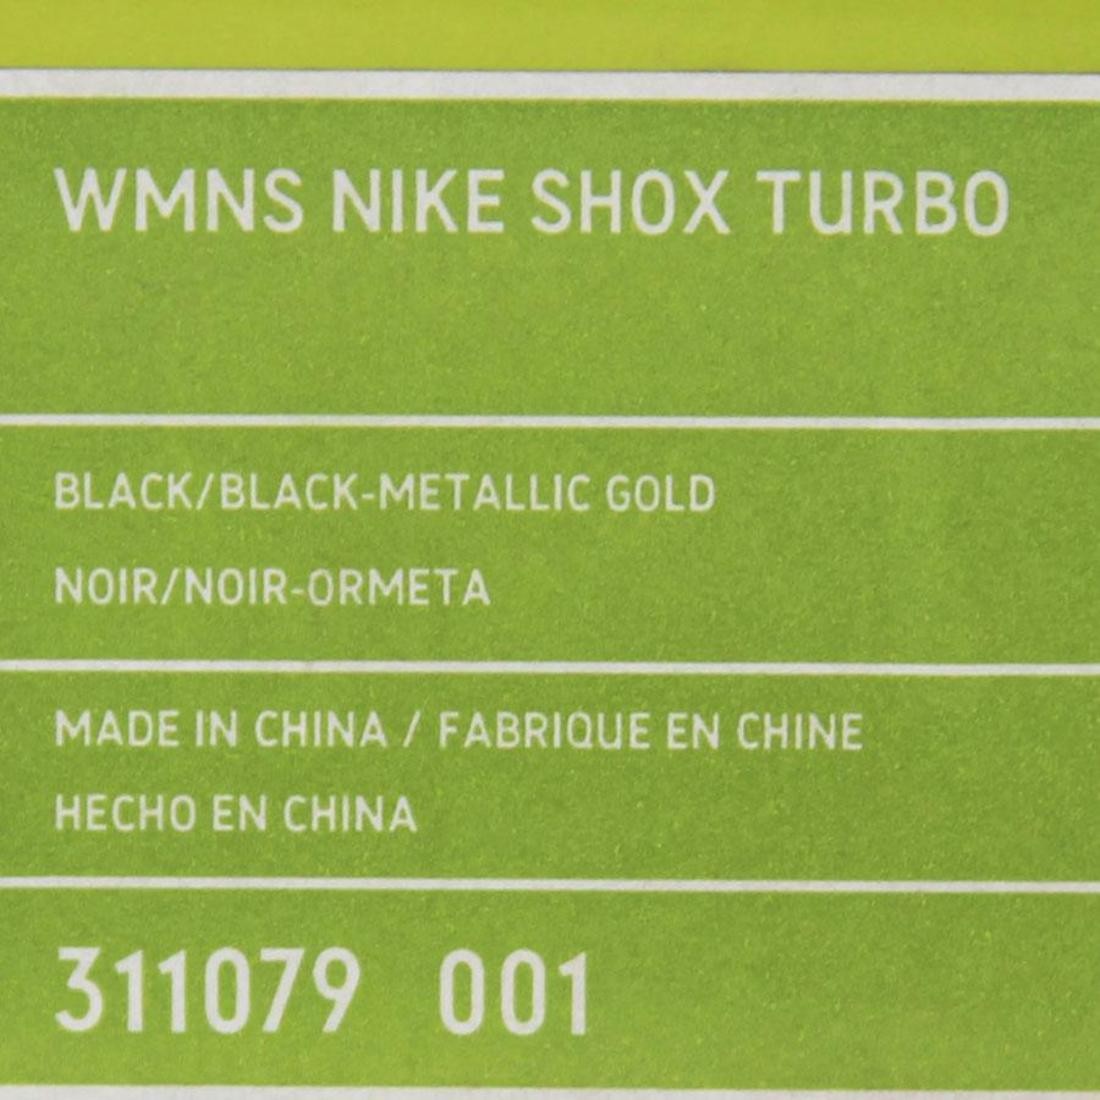 WMNS NIKE SHOX TURBO
BLACK/BLACK-METALLIC GOLD
NOIR/NOIR-ORMETA
MADE IN CHINA / FABRIQUE EN CHINE
HECHO EN CHINA
311079 001